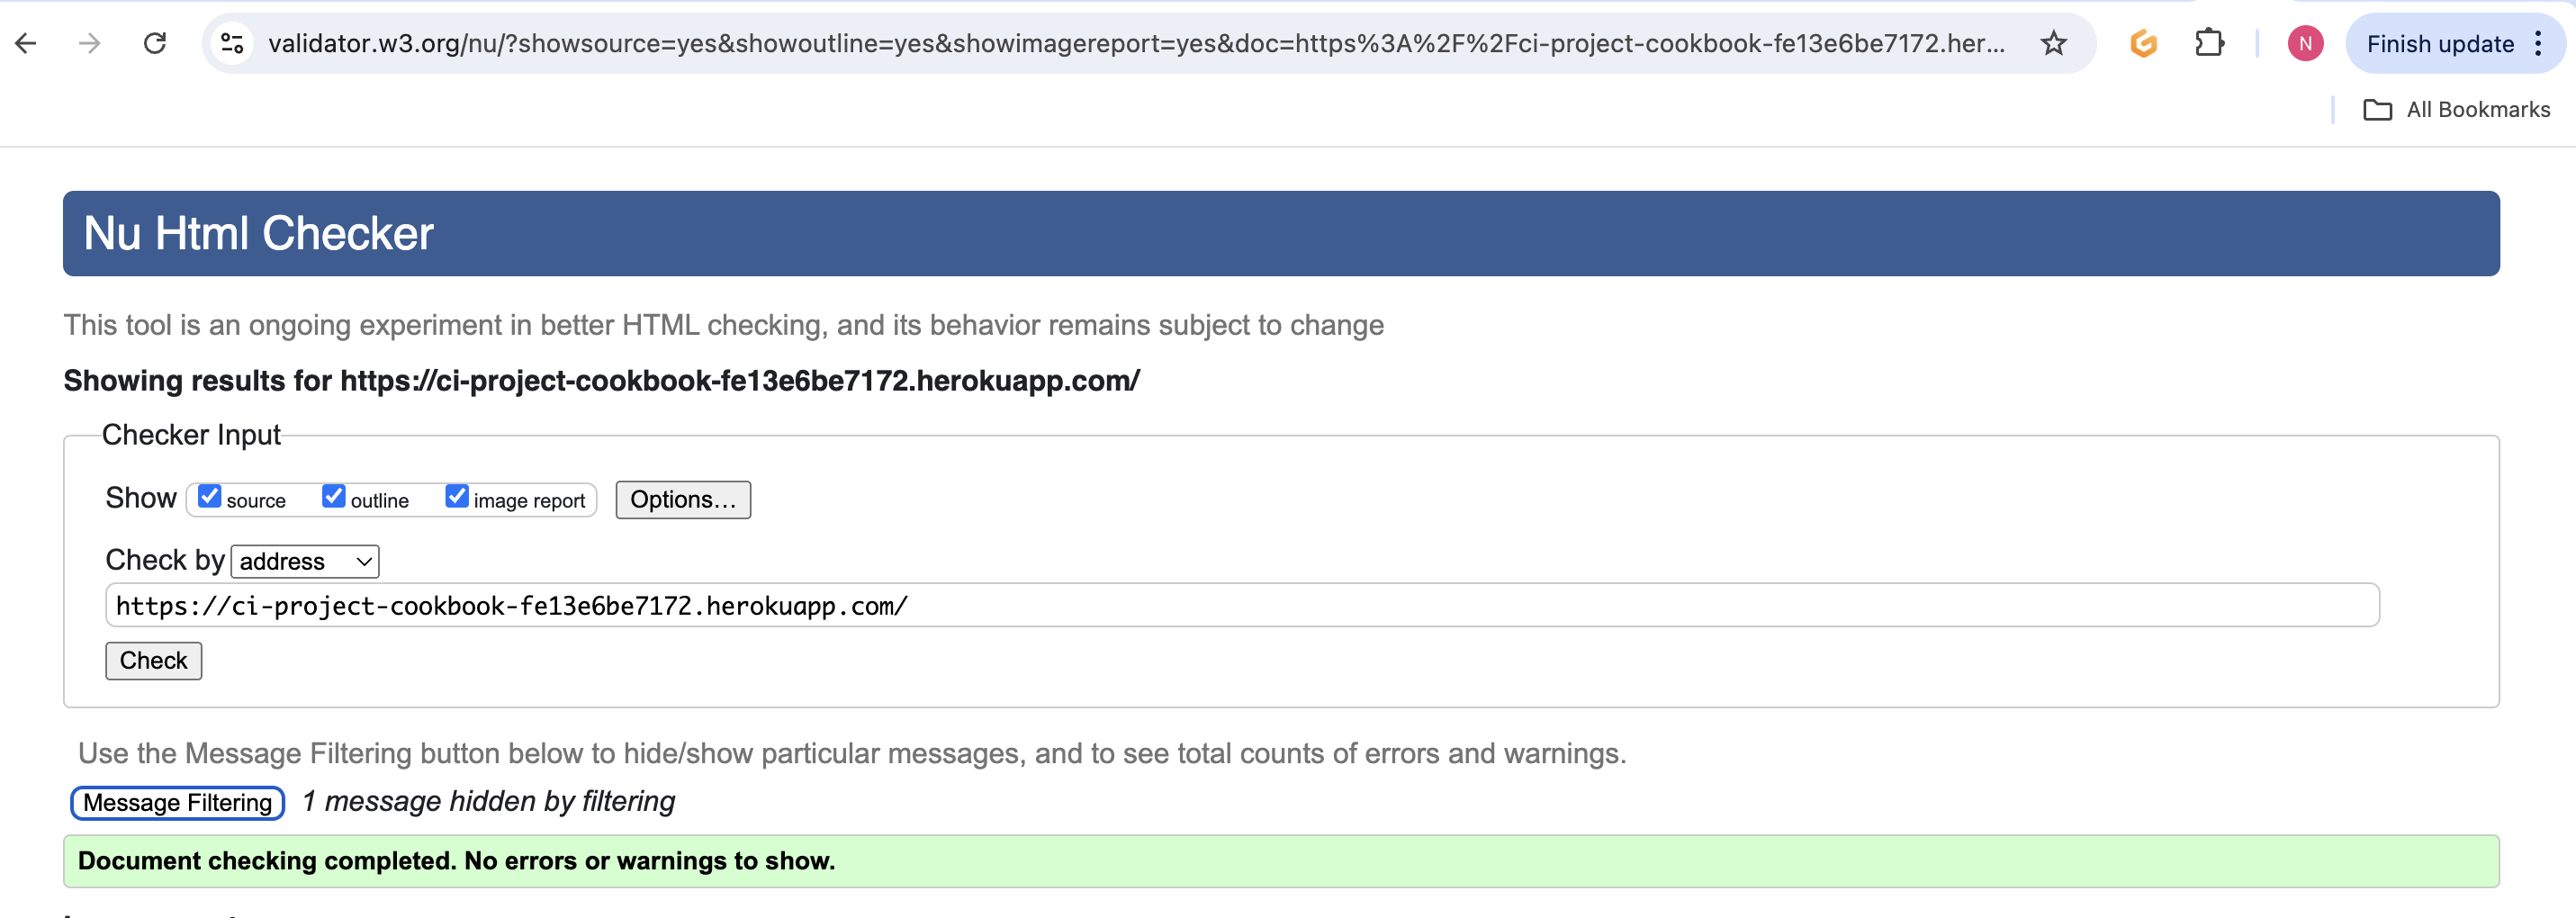 validator.w3.org/nu/?showsource=yes&showoutline=yes&showimagereport=yes&doc=https%3A%2F%2Fci-project-cookbook-fe13e6be7172.her...
N
Finish update
All Bookmarks
Nu Html Checker
This tool is an ongoing experiment in better HTML checking, and its behavior remains subject to change
Showing results for https://ci-project-cookbook-fe13e6be7172.herokuapp.com/
Checker Input
Show source outline image report Options...
Check by address
https://ci-project-cookbook-fe13e6be7172.herokuapp.com/
Check
Use the Message Filtering button below to hide/show particular messages, and to see total counts of errors and warnings.
Message Filtering 1 message hidden by filtering
Document checking completed. No errors or warnings to show.